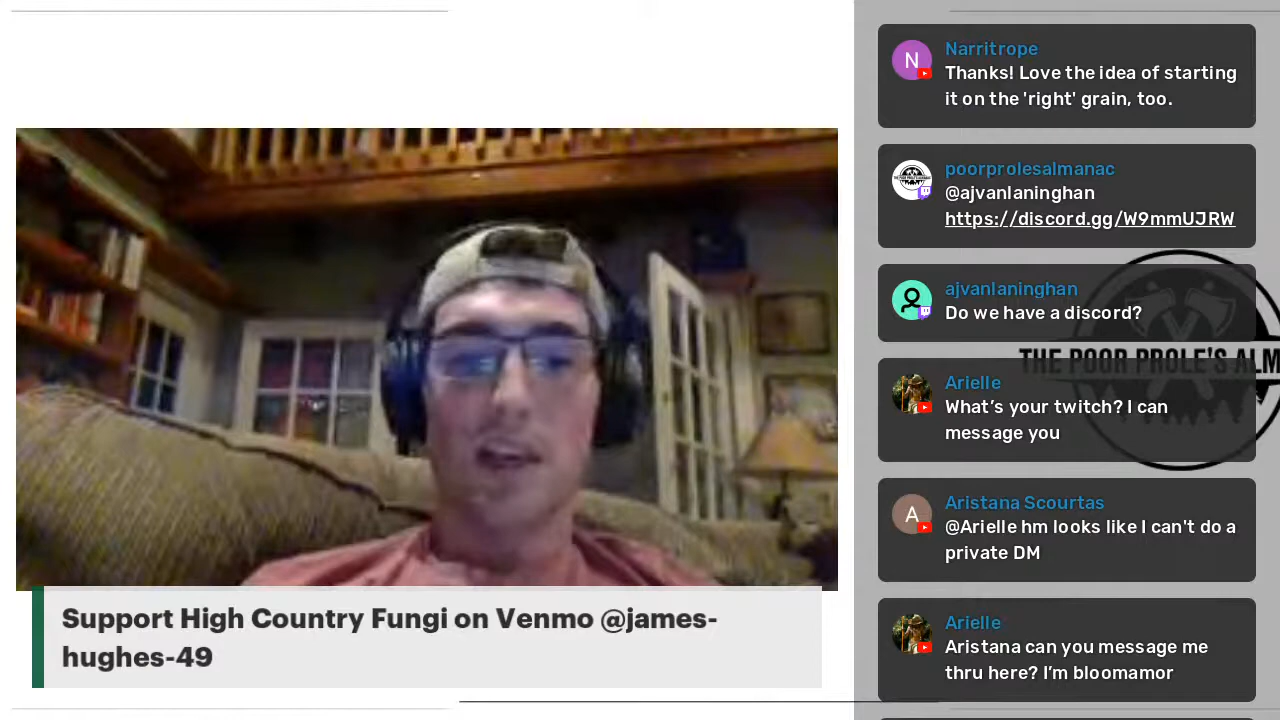 Support High Country Fungi on Venmo @james-
hughes-49
N
Narritrope
Thanks! Love the idea of starting
it on the 'right' grain, too.
poorprolesalmanac
@ajvanlaninghan
https://discord.gg/W9mmUJRW
ajvanlaninghan
Do we have a discord?
THE POOR PROLE'S ALM
Arielle
What's your twitch? I can
message you
A
Aristana Scourtas
@Arielle hm looks like I can't do a
private DM
Arielle
Aristana can you message me
thru here? I'm bloomamor